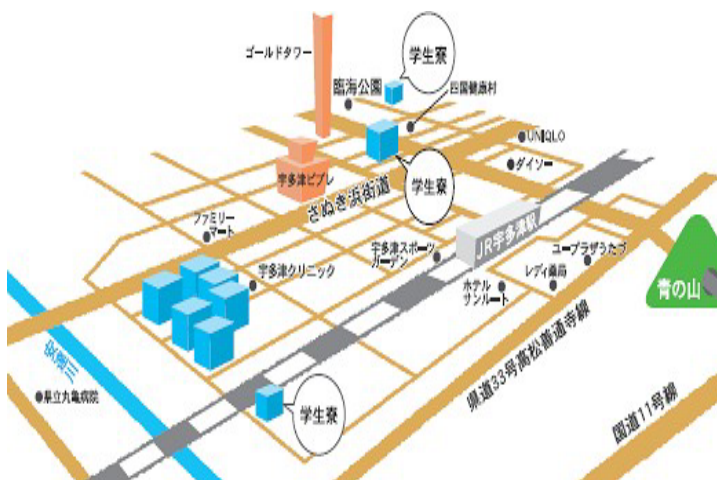 ゴールドタワー
学生寮
臨海公園
四国健康村
UNIQLO
ダイソー
宇多津ビブレ
学生寮
さぬき浜街道
ファミリー
マート
JR宇多津駅
宇多津スポーツ
ガーデン
ユープラザうたづ
宇多津クリニック
ホテル
サンルート
レディ薬局
青の山
県道33号高松善通寺線
県立丸亀病院
学生寮
国道11号線